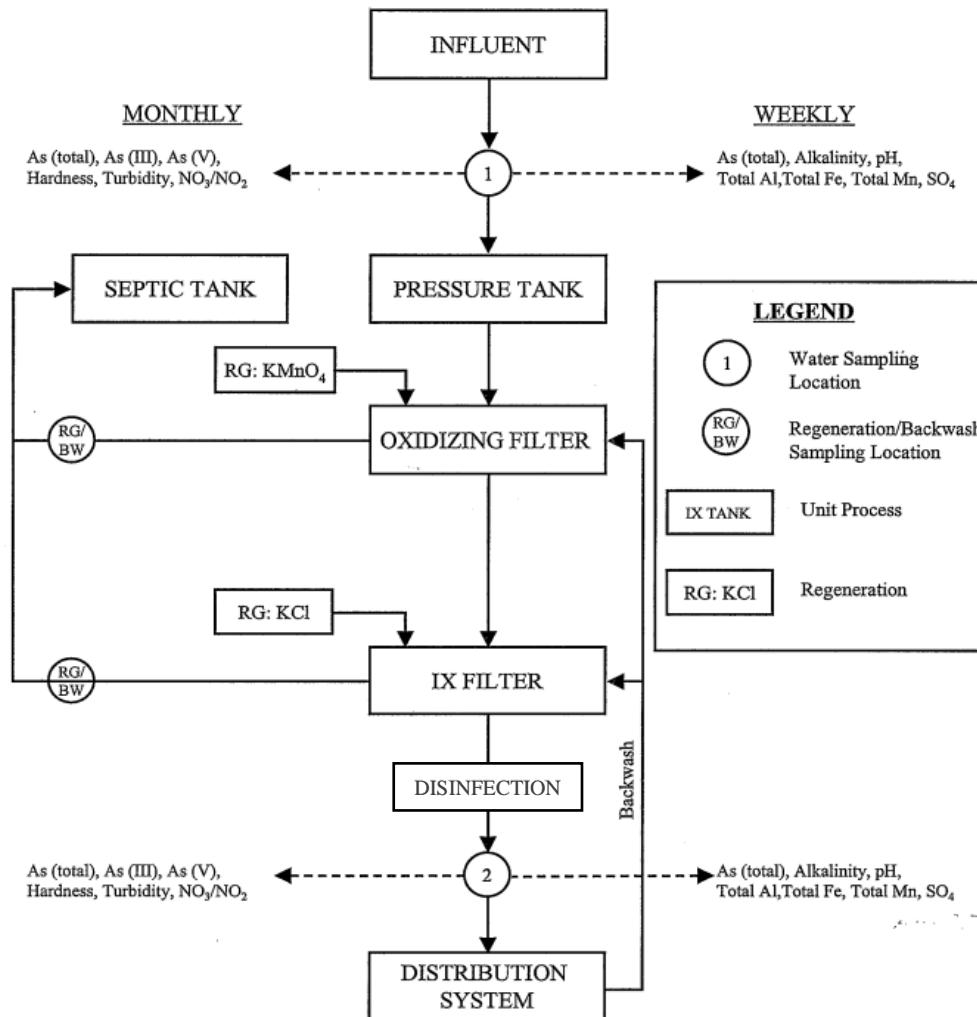 INFLUENT
MONTHLY
WEEKLY
As (total), As (III), As (V),
Hardness, Turbidity, NO₃/NO₂
1
As (total), Alkalinity, pH,
Total Al,Total Fe, Total Mn, SO₄
SEPTIC TANK
PRESSURE TANK
RG: KMnO₄
RG/
BW
OXIDIZING FILTER
RG: KCl
RG/
BW
IX FILTER
DISINFECTION
Backwash
As (total), As (III), As (V),
Hardness, Turbidity, NO₃/NO₂
2
As (total), Alkalinity, pH,
Total Al,Total Fe, Total Mn, SO₄
DISTRIBUTION
SYSTEM
LEGEND
1
Water Sampling
Location
RG/
BW
Regeneration/Backwash
Sampling Location
IX TANK
Unit Process
RG: KCl
Regeneration